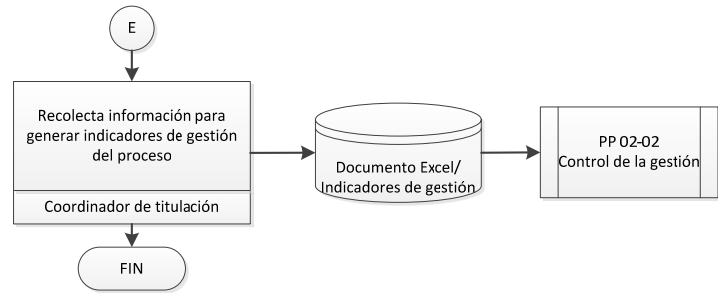 E
Recolecta información para
generar indicadores de gestión
del proceso
Coordinador de titulación
FIN
Documento Excel/
Indicadores de gestión
PP 02-02
Control de la gestión